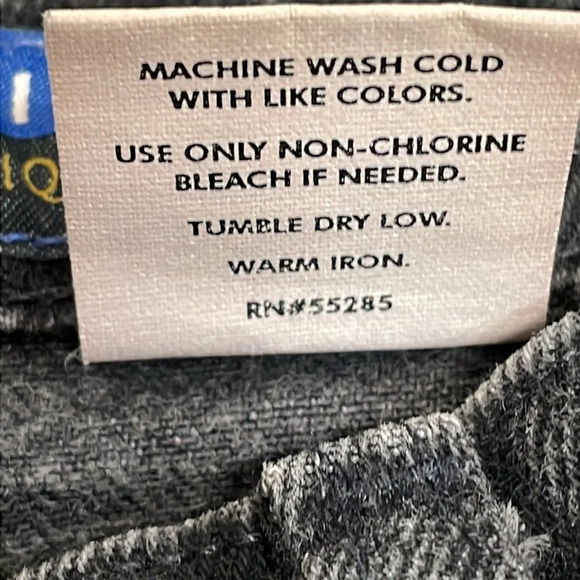 MACHINE WASH COLD
WITH LIKE COLORS.
USE ONLY NON-CHLORINE
BLEACH IF NEEDED.
TUMBLE DRY LOW.
WARM IRON.
RN#55285